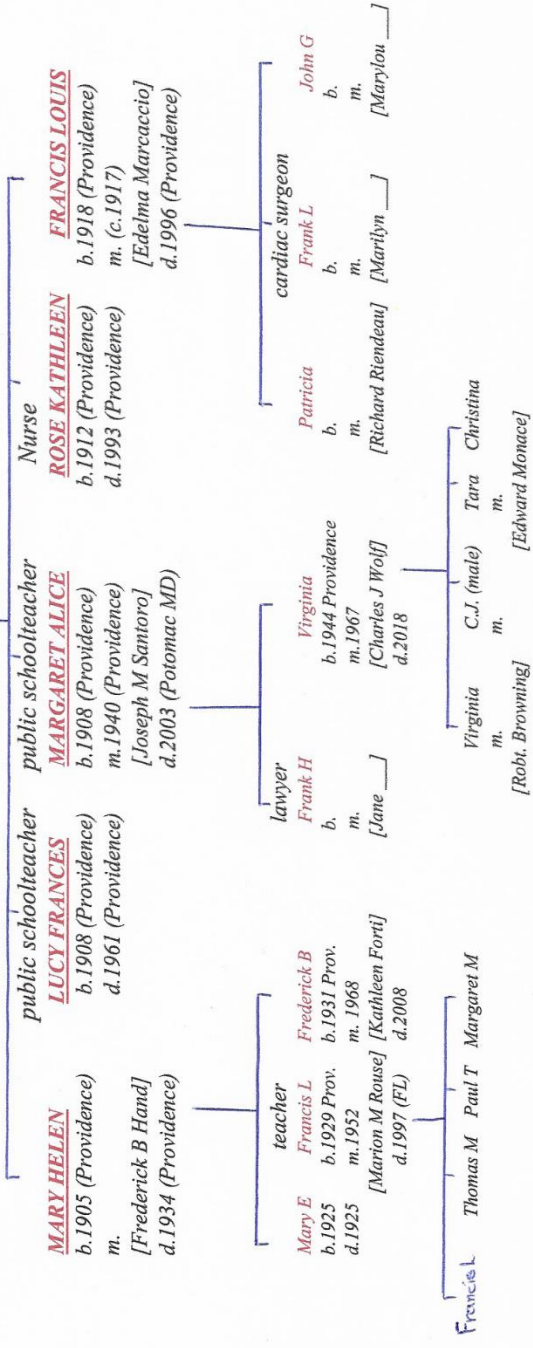 public schoolteacher
public schoolteacher
Nurse
MARY HELEN
b.1905 (Providence)
m.
[Frederick B Hand]
d.1934 (Providence)
LUCY FRANCES
b.1908 (Providence)
d.1961 (Providence)
MARGARET ALICE
b.1908 (Providence)
m.1940 (Providence)
[Joseph M Santoro]
d.2003 (Potomac MD)
ROSE KATHLEEN
b.1912 (Providence)
d.1993 (Providence)
FRANCIS LOUIS
b.1918 (Providence)
m. (c.1917)
[Edelma Marcaccio]
d.1996 (Providence)
Mary E
b.1925
d.1925
teacher
Francis L
b.1929 Prov.
m.1952
[Marion M Rouse]
d.1997 (FL)
Frederick B
b.1931 Prov.
m. 1968
[Kathleen Forti]
d.2008
lawyer
Frank H
b.
m.
[Jane __]
Virginia
b.1944 Providence
m.1967
[Charles J Wolf]
d.2018
Patricia
b.
m.
[Richard Riendeau]
cardiac surgeon
Frank L
b.
m.
[Marilyn __]
John G
b.
m.
[Marylou __]
Francis L
Thomas M
Paul T
Margaret M
Virginia
m.
[Robt. Browning]
C.J. (male)
m.
Tara
m.
[Edward Monace]
Christina